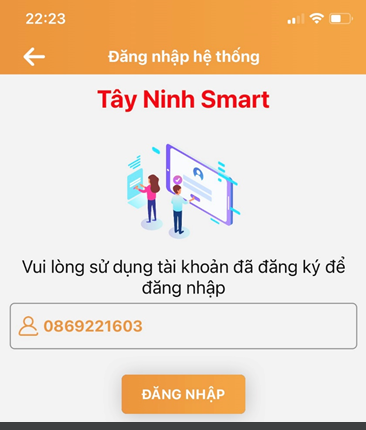 22:23
Đăng nhập hệ thống
Tây Ninh Smart
Vui lòng sử dụng tài khoản đã đăng ký để
đăng nhập
0869221603
ĐĂNG NHẬP